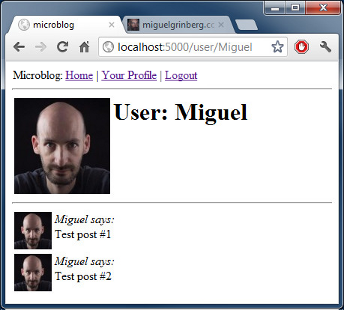 microblog
miguelgrinberg.co
localhost:5000/user/Miguel
Microblog: Home | Your Profile | Logout
User: Miguel
Miguel says:
Test post #1
Miguel says:
Test post #2